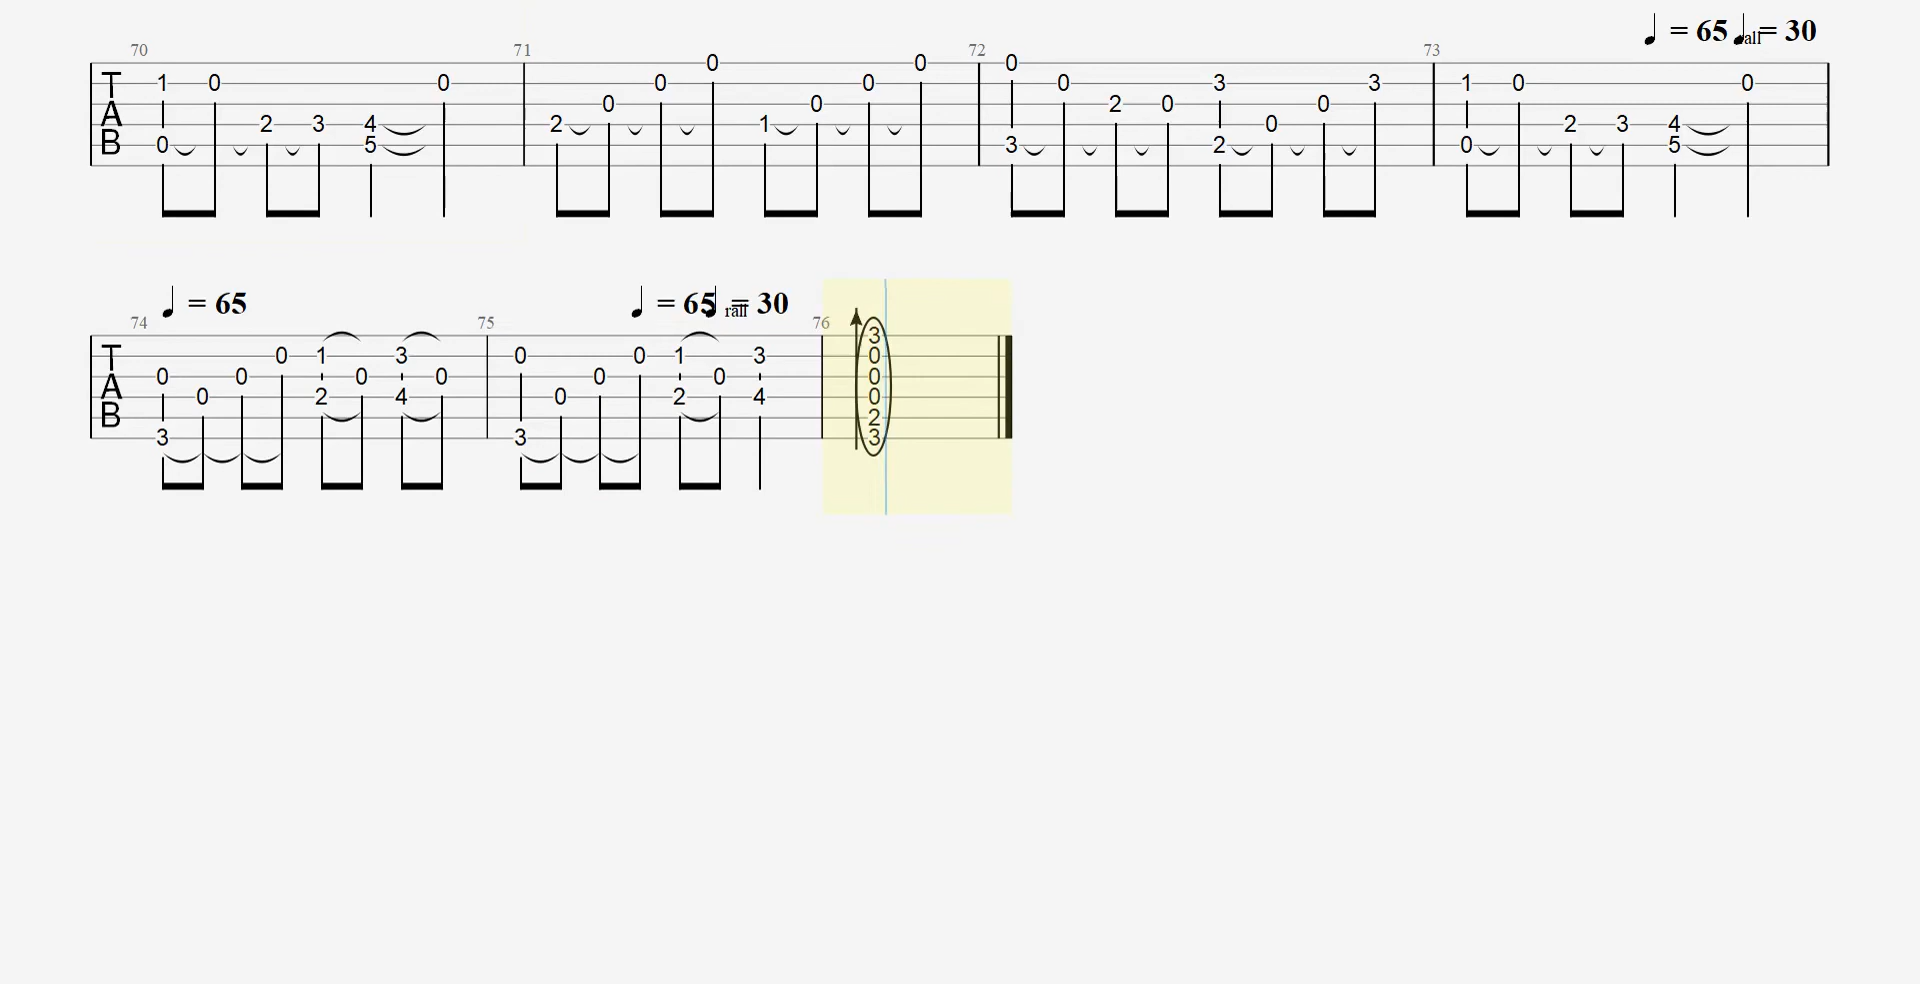 ♩ = 65 ♩ = 30
70 71 72 73 all
0 0 0
1 0 0 0 0 0 3 3 1 0 0
T 0 0 2 0 0
A 2 3 4 2 1 0 2 3 4
B 0 5 3 2 0 5
♩ = 65 ♩ = 65 ♩ = 30
74 75 rall 76
3
T 0 1 3 0 0 1 3 0
0 0 0 0 0 0 0
A 0 2 4 0 2 4 0
B 2
3 3 3